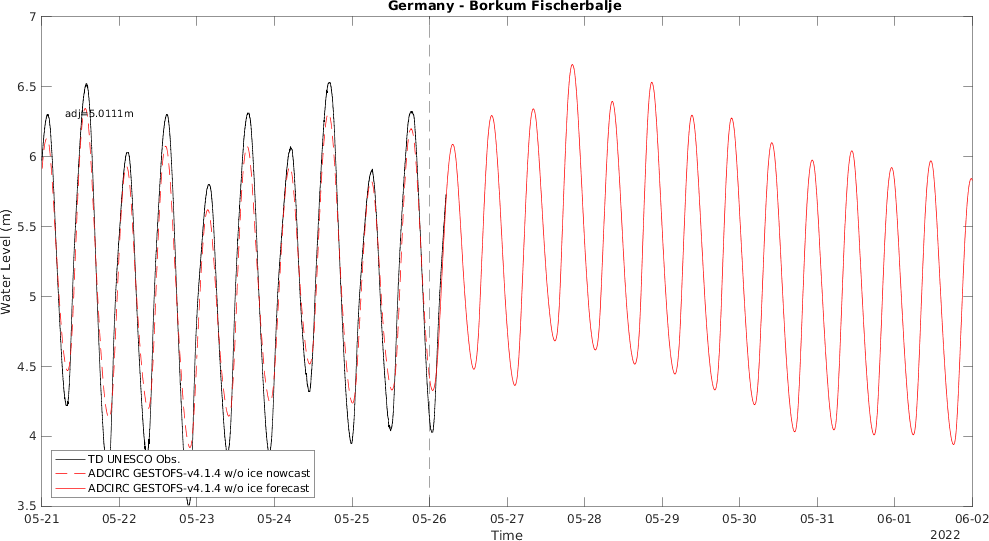 Germany - Borkum Fischerbalje
7
6.5
6
5.5
5
4.5
4
3.5
Water Level (m)
adj=5.0111m
TD UNESCO Obs.
ADCIRC GESTOFS-v4.1.4 w/o ice nowcast
ADCIRC GESTOFS-v4.1.4 w/o ice forecast
05-21 05-22 05-23 05-24 05-25 05-26 05-27 05-28 05-29 05-30 05-31 06-01 06-02
Time
2022